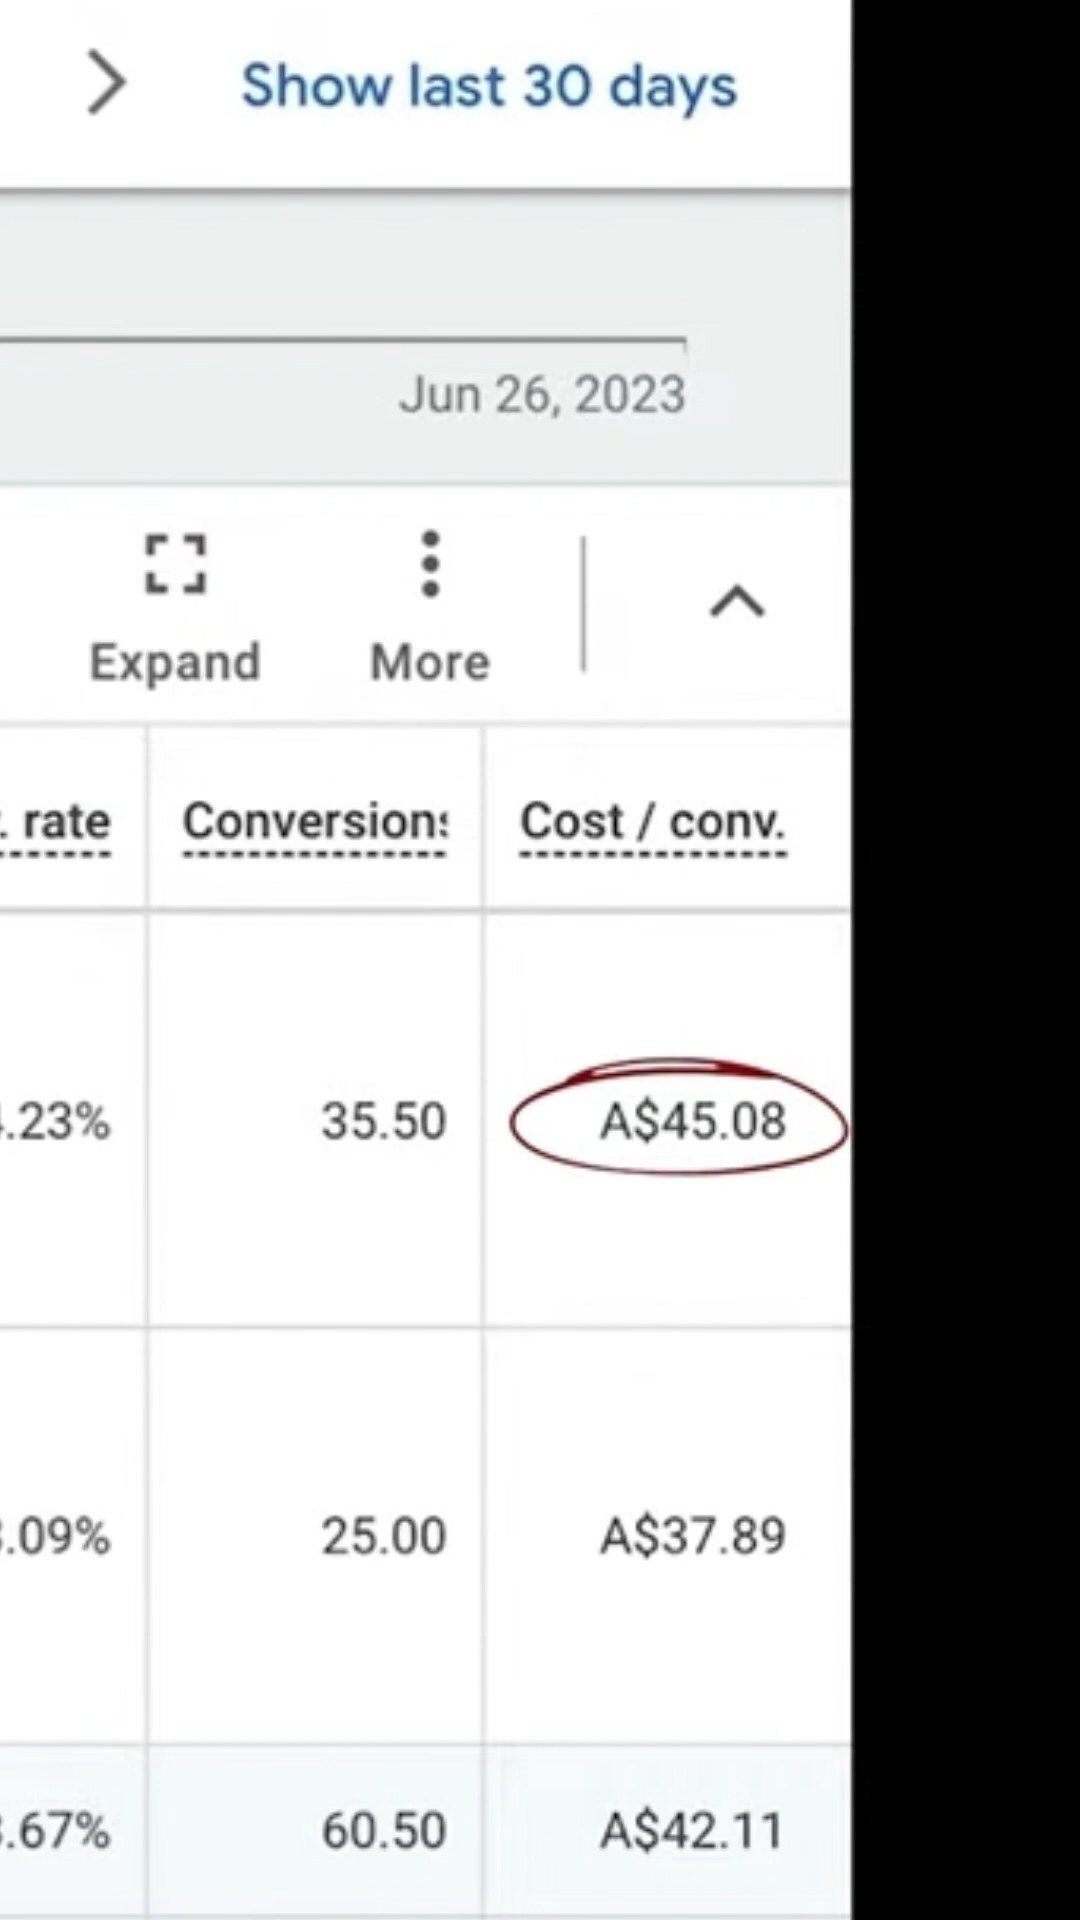 Show last 30 days
Jun 26, 2023
Expand More
. rate Conversions Cost / conv.
.23% 35.50 A$45.08
.09% 25.00 A$37.89
.67% 60.50 A$42.11